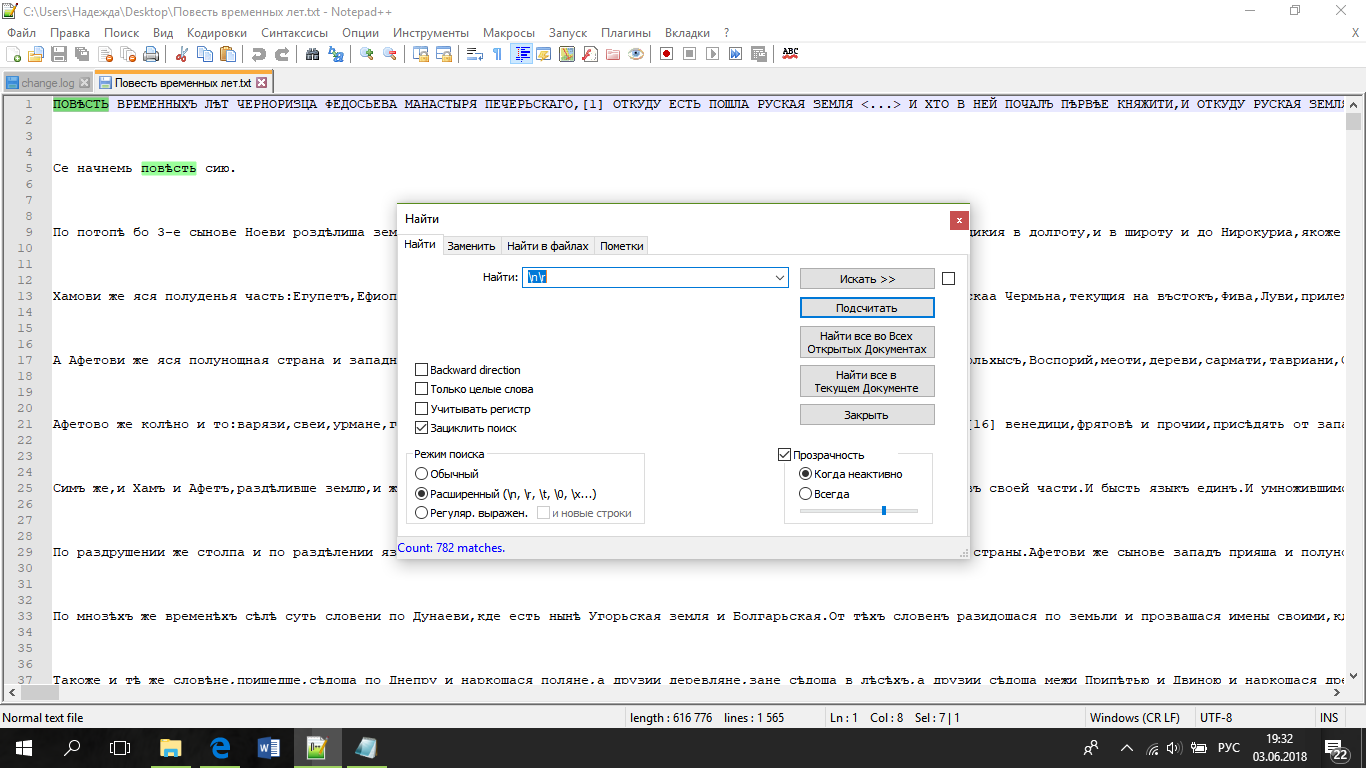 C:\Users\Надежда\Desktop\Повесть временных лет.txt - Notepad++
Файл Правка Поиск Вид Кодировки Синтаксисы Опции Инструменты Макросы Запуск Плагины Вкладки ? X
change.log Повесть временных лет.txt
1 ПОВѢСТЬ ВРЕМЕННЫХЪ ЛѢТ ЧЕРНОРИЗЦА ФЕДОСЬЕВА МАНАСТЫРЯ ПЕЧЕРЬСКАГО,[1] ОТКУДУ ЕСТЬ ПОШЛА РУСКАЯ ЗЕМЛЯ <...> И ХТО В НЕЙ ПОЧАЛЪ ПѢРВѢЕ КНЯЖИТИ,И ОТКУДУ РУСКАЯ ЗЕМЛЯ
2
3
4
5 Се начнемь повѣсть сию.
6
7
8
9 По потопѣ бо 3-е сынове Ноеви роздѣлиша зем дикия в долготу,и в широту и до Нирокуриа,якоже
10
11
12
13 Хамови же яся полуденья часть:Египетъ,Ефиоп скаа Чермьна,текущия на въстокъ,Фива,Луви,прилеж
14
15
16
17 А Афетови же яся полунощная страна и западн ольхысъ,Воспорий,меоти,дереви,сармати,тавриани,
18
19
20
21 Афетово же колѣно и то:варязи,свеи,урмане,г [16] венедици,фряговѣ и прочии,присѣдять от запа
22
23
24
25 Симъ же,и Хамъ и Афетъ,раздѣливше землю,и ж ъ своей части.И бысть языкъ единъ.И умножившимс
26
27
28
29 По раздрушении же столпа и по раздѣлении яз страны.Афетови же сынове западъ прияша и полуно
30
31
32
33 По мнозѣхъ же временѣхъ сѣлѣ суть словени по Дунаеви,кде есть нынѣ Угорьская земля и Болгарьская.От тѣхъ словенъ разидошася по земьли и прозвашася имены своими,кд
34
35
36
37 Такоже и тѣ же словѣне,пришедше,сѣдоша по Днепру и наркошася поляне,а друзии деревляне,зане сѣдоша в лѣсѣхъ,а друзии сѣдоша межи Припѣтью и Двиною и наркошася дре
Найти
Найти Заменить Найти в файлах Пометки
Найти: \n\r
Искать >>
Подсчитать
Найти все во Всех
Открытых Документах
Найти все в
Текущем Документе
Закрыть
Backward direction
Только целые слова
Учитывать регистр
Зациклить поиск
Режим поиска
Обычный
Расширенный (\n, \r, \t, \0, \x...)
Регуляр. выражен. и новые строки
Прозрачность
Когда неактивно
Всегда
Count: 782 matches.
Normal text file length : 616 776 lines : 1 565 Ln : 1 Col : 8 Sel : 7 | 1 Windows (CR LF) UTF-8 INS
РУС 19:32
03.06.2018
22